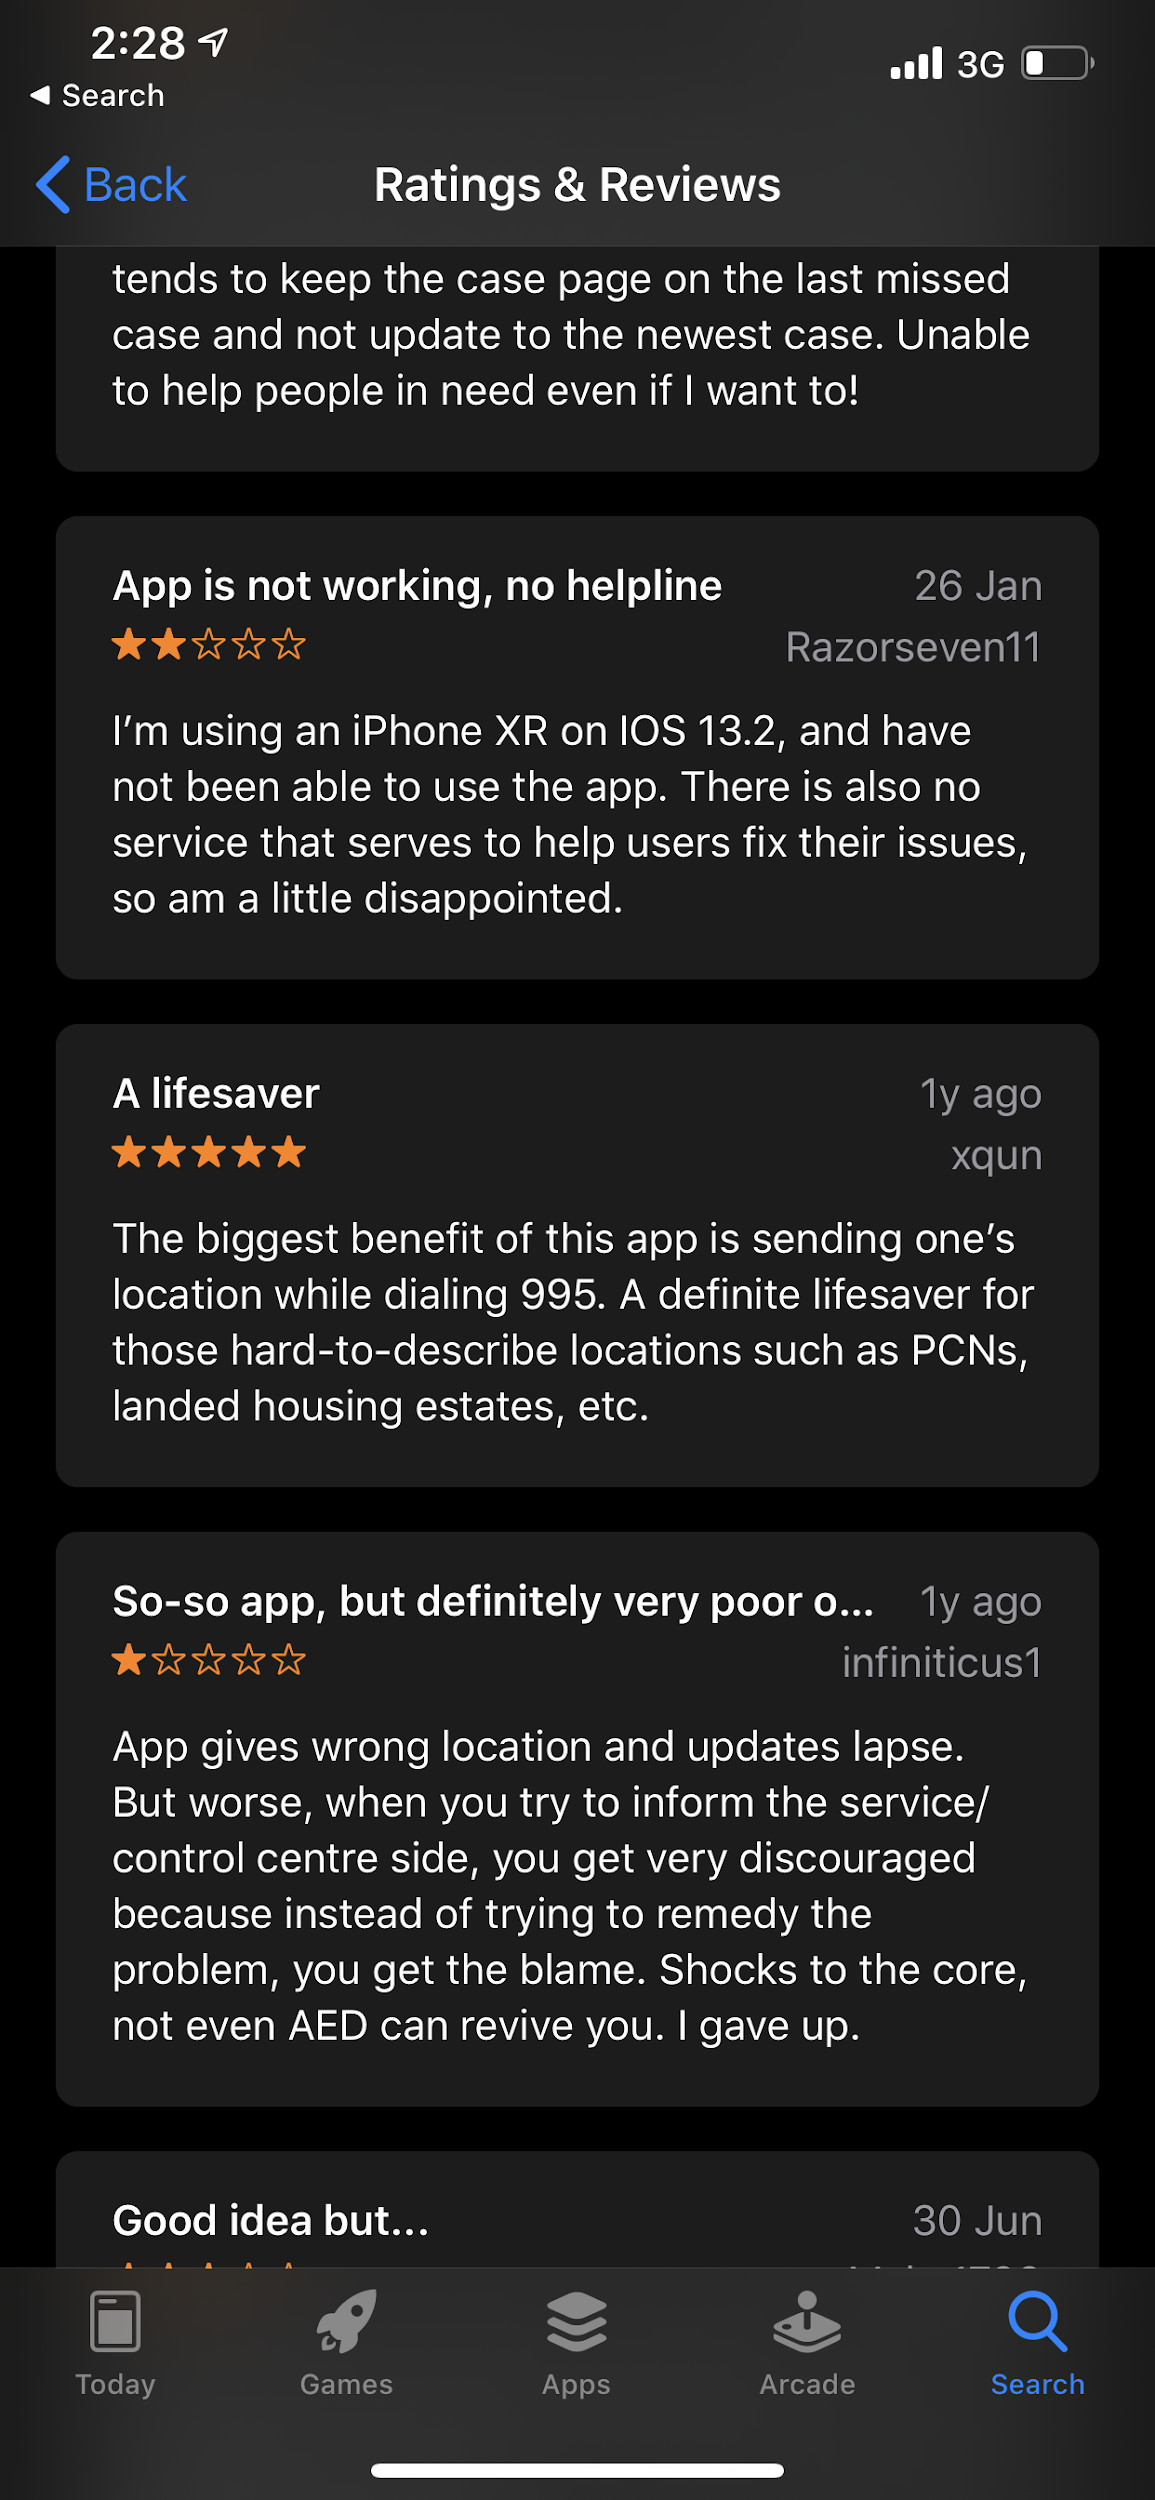 2:28
3G
Search
Back
Ratings & Reviews
tends to keep the case page on the last missed
case and not update to the newest case. Unable
to help people in need even if I want to!
App is not working, no helpline
26 Jan
Razorseven11
I’m using an iPhone XR on IOS 13.2, and have
not been able to use the app. There is also no
service that serves to help users fix their issues,
so am a little disappointed.
A lifesaver
1y ago
xqun
The biggest benefit of this app is sending one’s
location while dialing 995. A definite lifesaver for
those hard-to-describe locations such as PCNs,
landed housing estates, etc.
So-so app, but definitely very poor o...
1y ago
infiniticus1
App gives wrong location and updates lapse.
But worse, when you try to inform the service/
control centre side, you get very discouraged
because instead of trying to remedy the
problem, you get the blame. Shocks to the core,
not even AED can revive you. I gave up.
Good idea but...
30 Jun
Today
Games
Apps
Arcade
Search